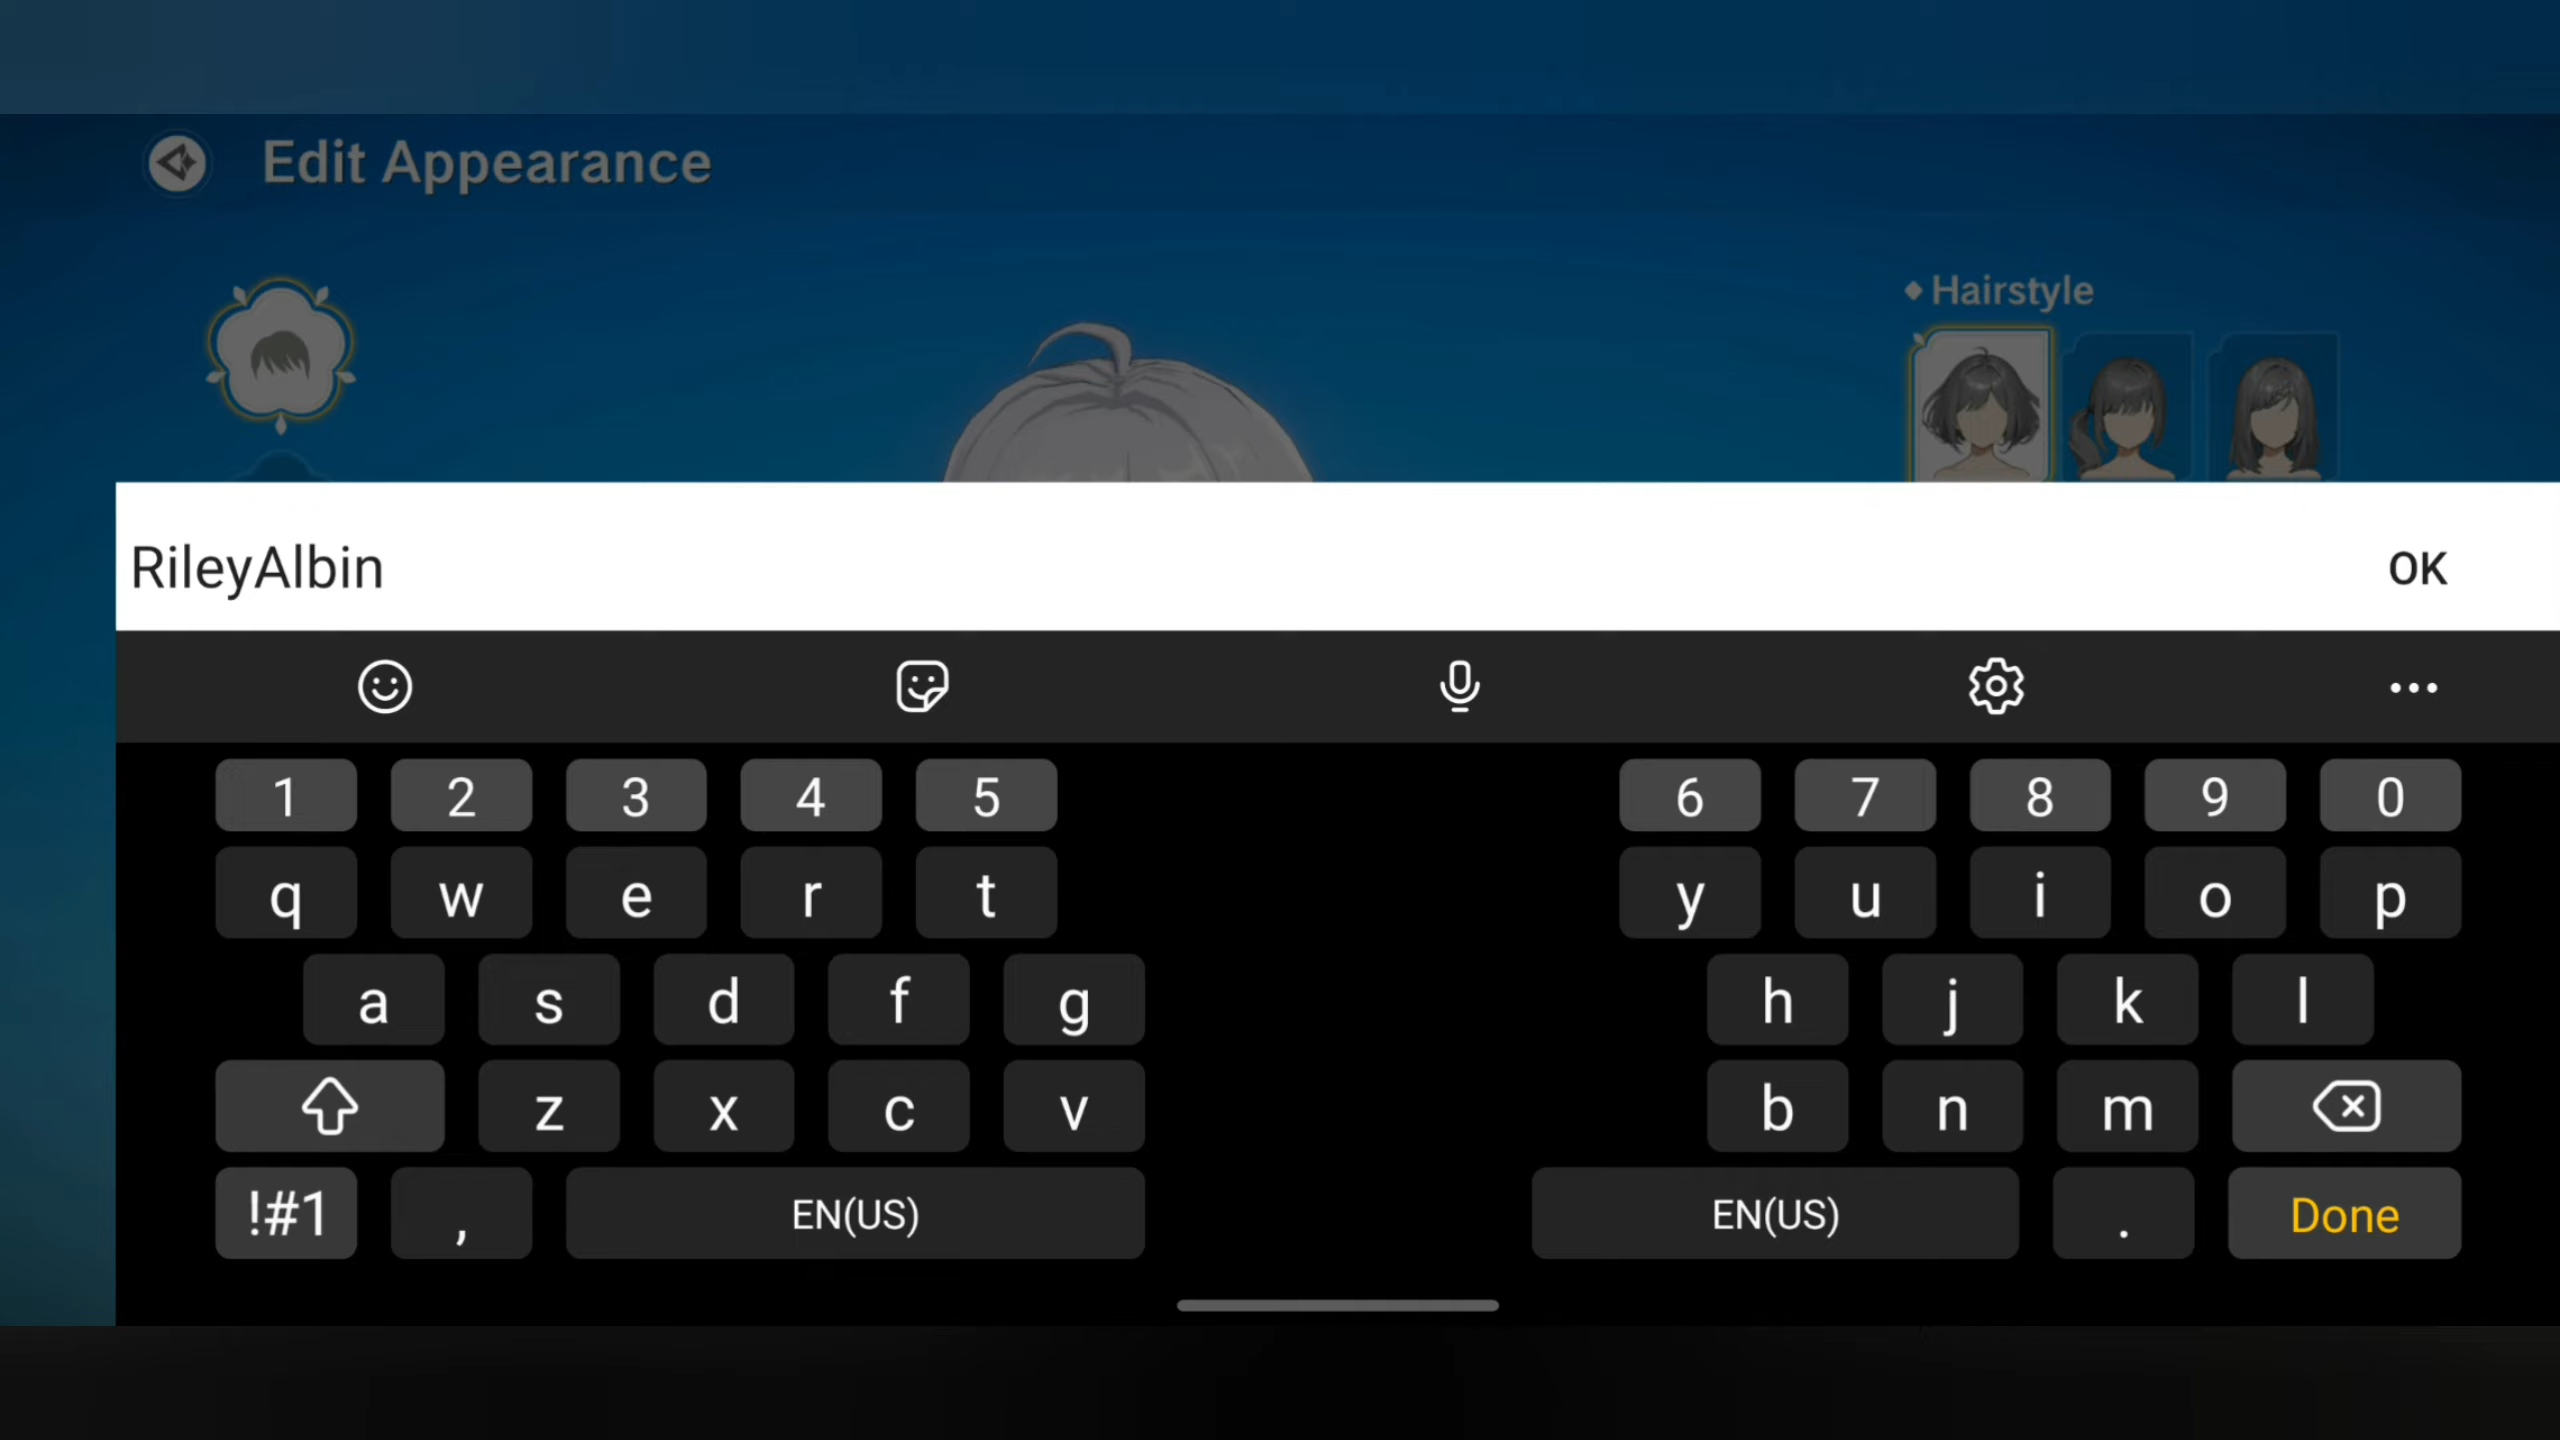 Edit Appearance
Hairstyle
RileyAlbin
OK
1 2 3 4 5 6 7 8 9 0
q w e r t y u i o p
a s d f g h j k l
z x c v b n m
!#1 , EN(US) EN(US) . Done